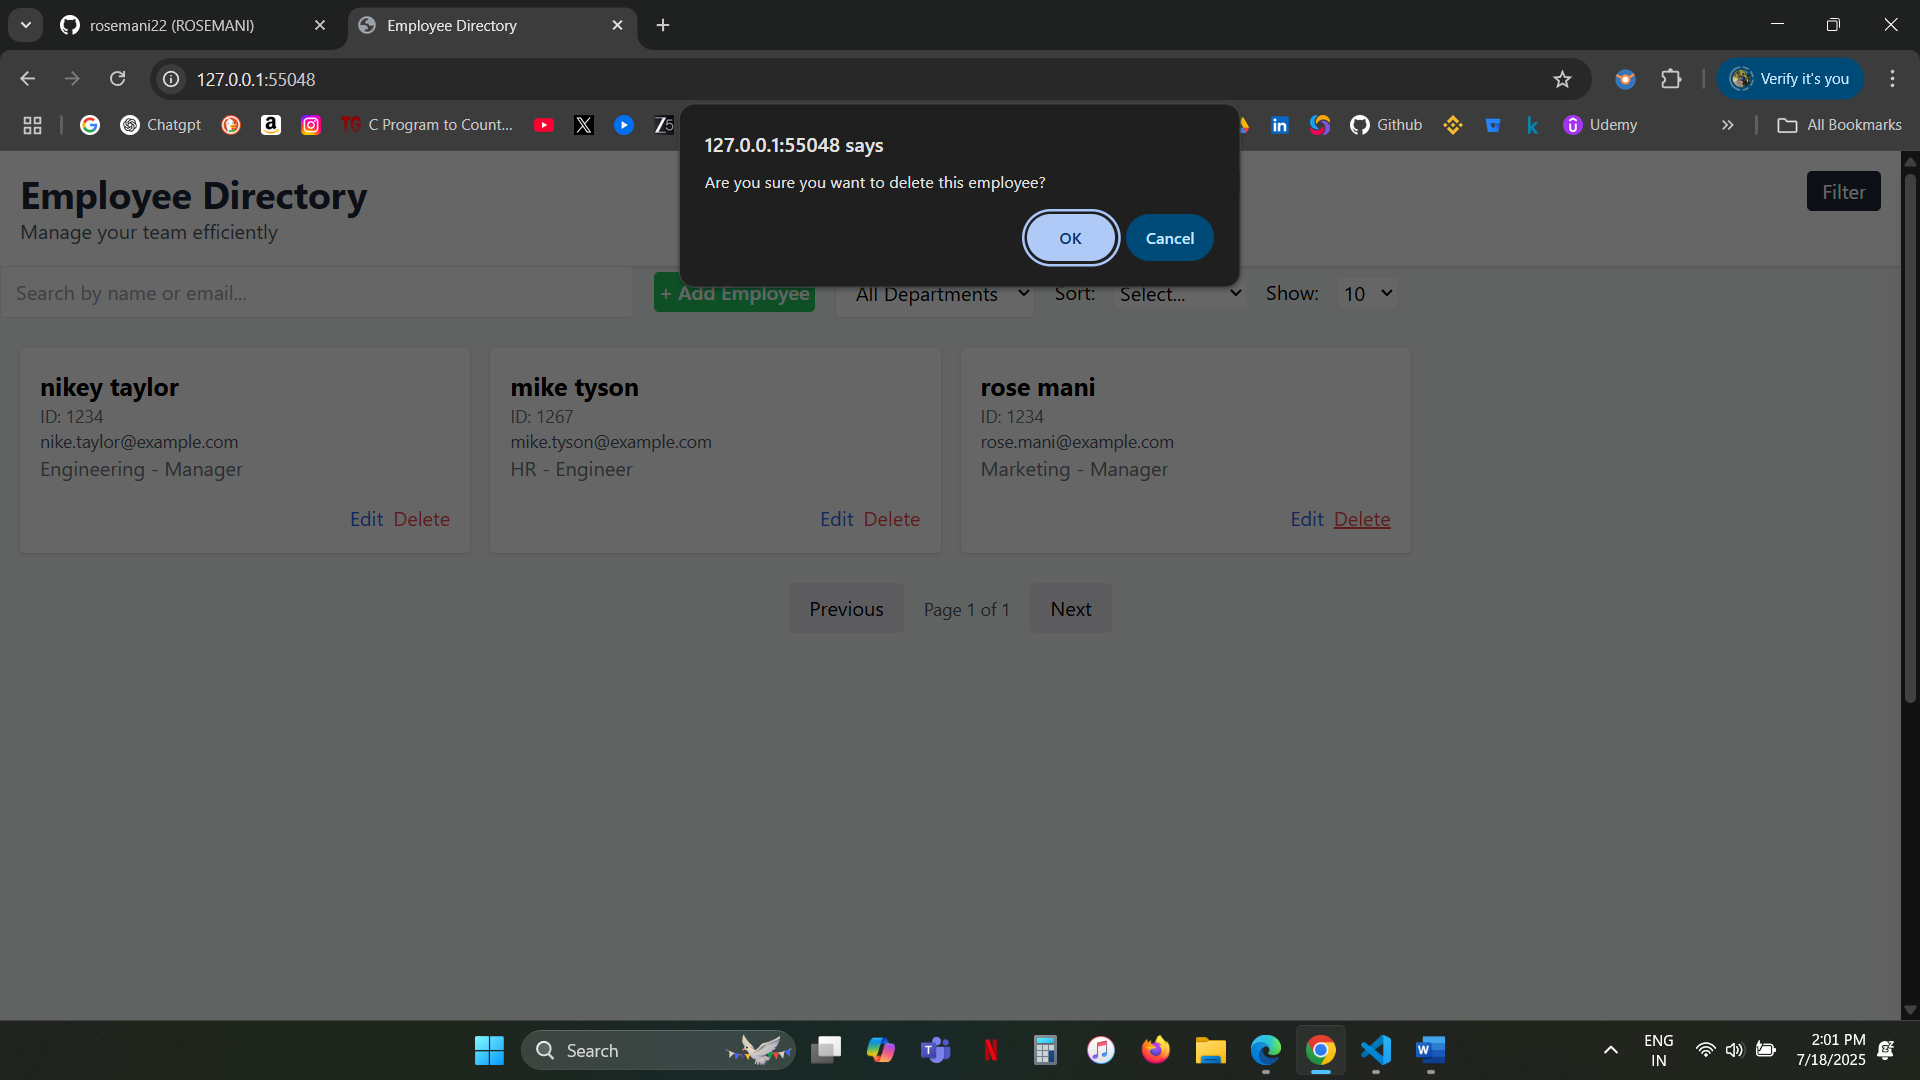 rosemani22 (ROSEMANI)
Employee Directory
127.0.0.1:55048
Verify it's you
Chatgpt
TG C Program to Count...
Z5
in
Github
k
Udemy
All Bookmarks
127.0.0.1:55048 says
Are you sure you want to delete this employee?
OK
Cancel
Employee Directory
Manage your team efficiently
Filter
Search by name or email...
+ Add Employee
All Departments
Sort:
Select...
Show:
10
nikey taylor
ID: 1234
nike.taylor@example.com
Engineering - Manager
Edit Delete
mike tyson
ID: 1267
mike.tyson@example.com
HR - Engineer
Edit Delete
rose mani
ID: 1234
rose.mani@example.com
Marketing - Manager
Edit Delete
Previous
Page 1 of 1
Next
Search
ENG
IN
2:01 PM
7/18/2025